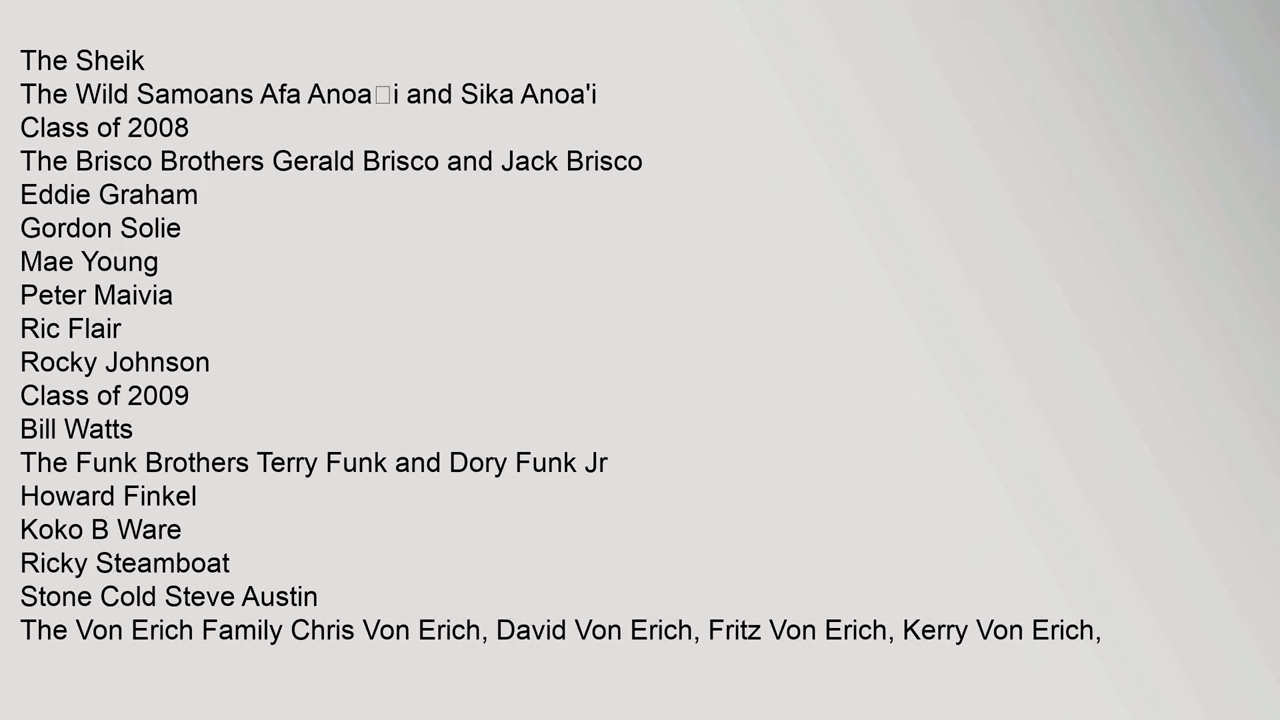 The Sheik
The Wild Samoans Afa Anoa□i and Sika Anoa'i
Class of 2008
The Brisco Brothers Gerald Brisco and Jack Brisco
Eddie Graham
Gordon Solie
Mae Young
Peter Maivia
Ric Flair
Rocky Johnson
Class of 2009
Bill Watts
The Funk Brothers Terry Funk and Dory Funk Jr
Howard Finkel
Koko B Ware
Ricky Steamboat
Stone Cold Steve Austin
The Von Erich Family Chris Von Erich, David Von Erich, Fritz Von Erich, Kerry Von Erich,